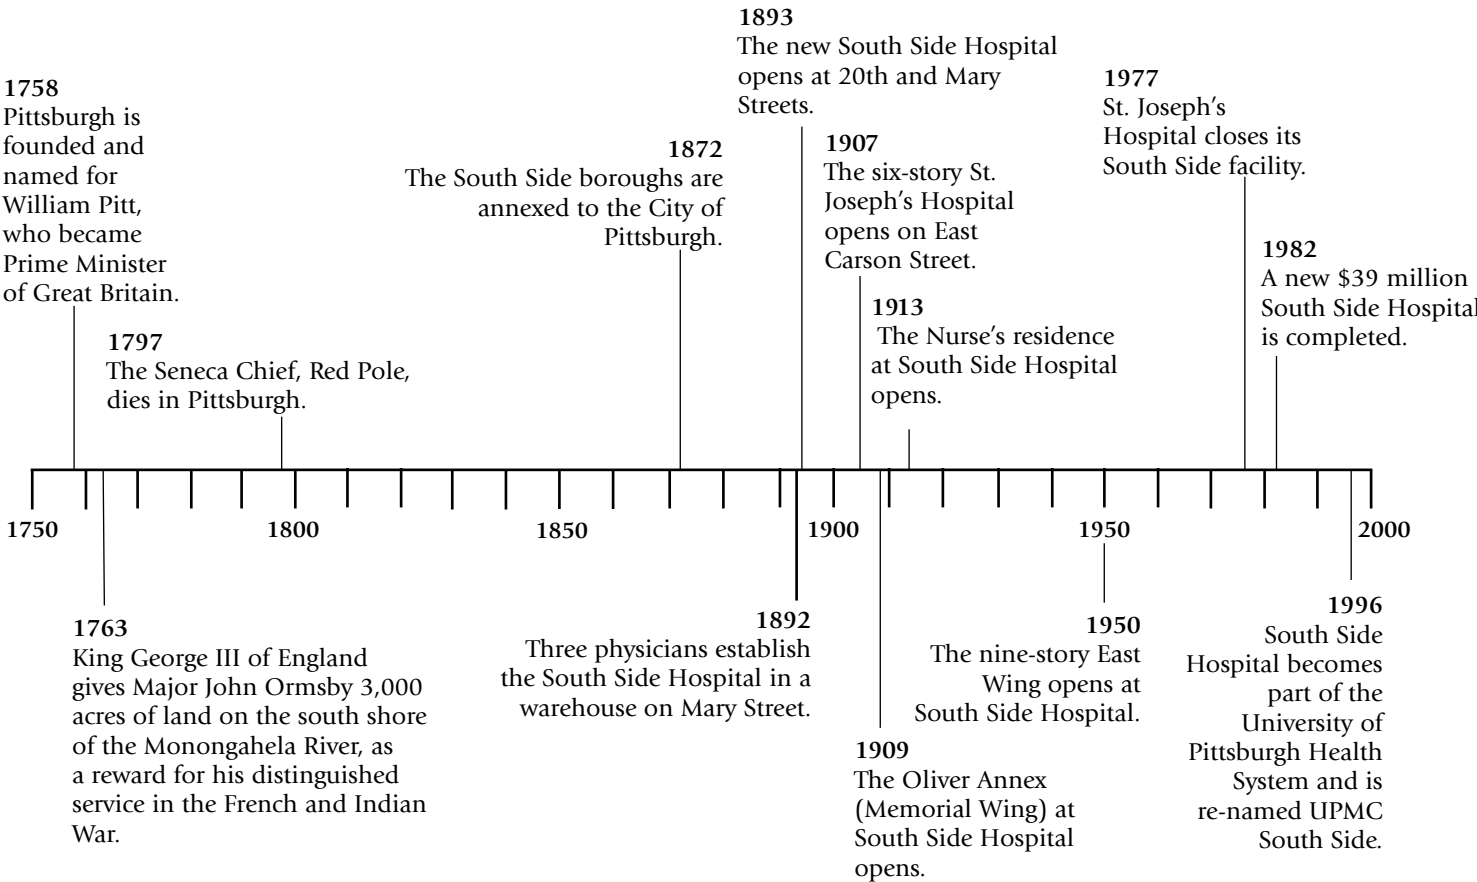 1893
The new South Side Hospital
opens at 20th and Mary
Streets.
1758
Pittsburgh is
founded and
named for
William Pitt,
who became
Prime Minister
of Great Britain.
1977
St. Joseph’s
Hospital closes its
South Side facility.
1872
The South Side boroughs are
annexed to the City of
Pittsburgh.
1907
The six-story St.
Joseph’s Hospital
opens on East
Carson Street.
1982
A new $39 million
South Side Hospital
is completed.
1797
The Seneca Chief, Red Pole,
dies in Pittsburgh.
1913
The Nurse’s residence
at South Side Hospital
opens.
1750
1800
1850
1900
1950
2000
1763
King George III of England
gives Major John Ormsby 3,000
acres of land on the south shore
of the Monongahela River, as
a reward for his distinguished
service in the French and Indian
War.
1892
Three physicians establish
the South Side Hospital in a
warehouse on Mary Street.
1909
The Oliver Annex
(Memorial Wing) at
South Side Hospital
opens.
1950
The nine-story East
Wing opens at
South Side Hospital.
1996
South Side
Hospital becomes
part of the
University of
Pittsburgh Health
System and is
re-named UPMC
South Side.